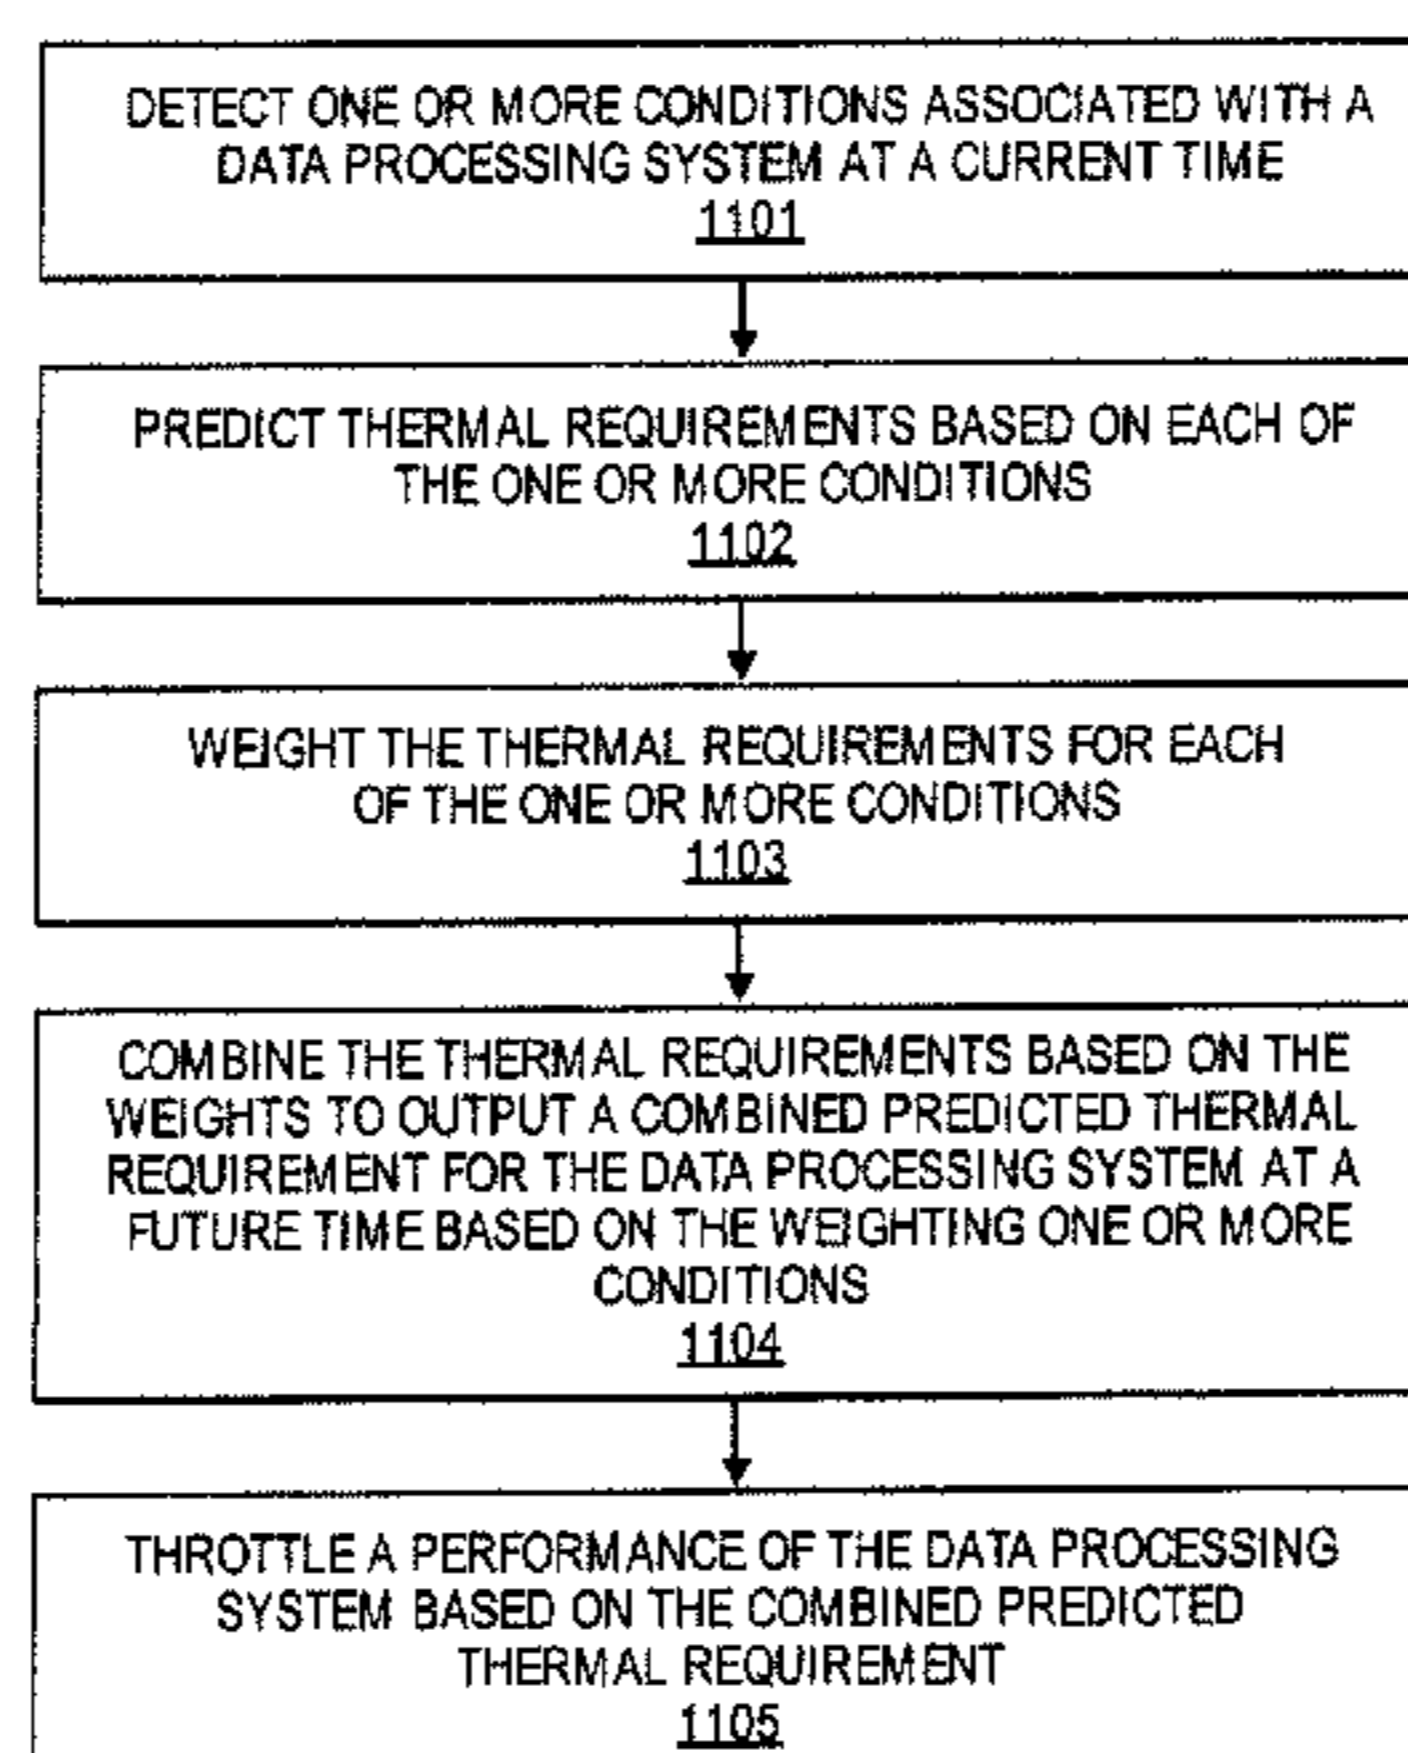 DETECT ONE OR MORE CONDITIONS ASSOCIATED WITH A
DATA PROCESSING SYSTEM AT A CURRENT TIME
1101
PREDICT THERMAL REQUIREMENTS BASED ON EACH OF
THE ONE OR MORE CONDITIONS
1102
WEIGHT THE THERMAL REQUIREMENTS FOR EACH
OF THE ONE OR MORE CONDITIONS
1103
COMBINE THE THERMAL REQUIREMENTS BASED ON THE
WEIGHTS TO OUTPUT A COMBINED PREDICTED THERMAL
REQUIREMENT FOR THE DATA PROCESSING SYSTEM AT A
FUTURE TIME BASED ON THE WEIGHTING ONE OR MORE
CONDITIONS
1104
THROTTLE A PERFORMANCE OF THE DATA PROCESSING
SYSTEM BASED ON THE COMBINED PREDICTED
THERMAL REQUIREMENT
1105